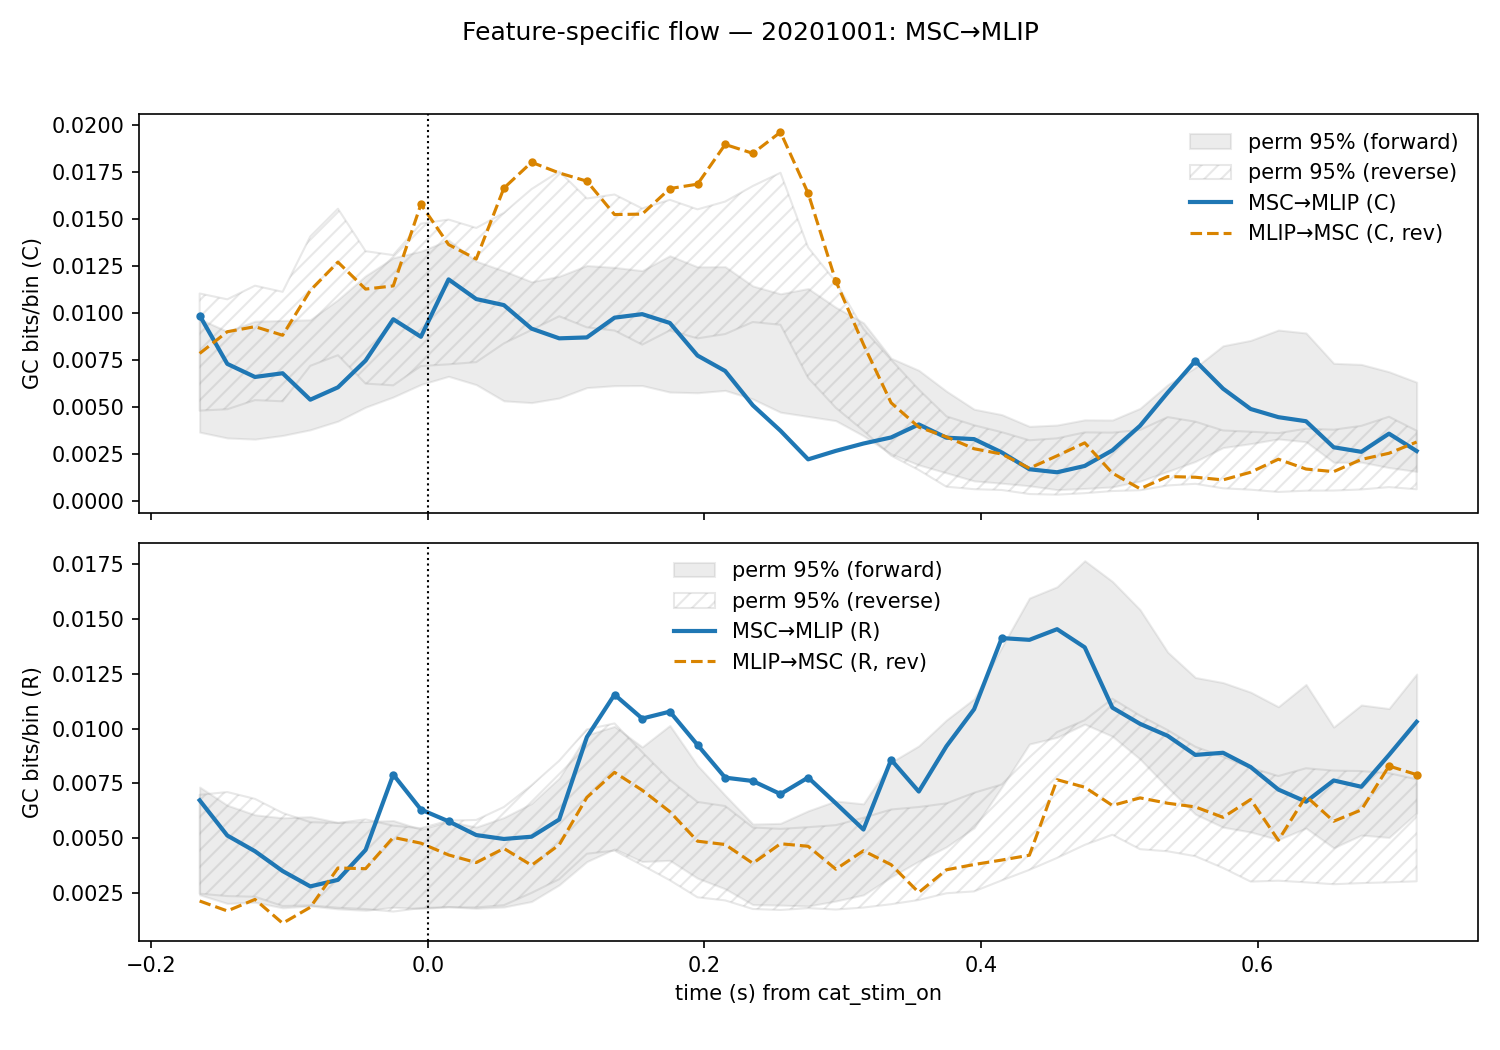 Feature-specific flow — 20201001: MSC→MLIP
0.0200
0.0175
0.0150
0.0125
0.0100
0.0075
0.0050
0.0025
0.0000
GC bits/bin (C)
perm 95% (forward)
perm 95% (reverse)
MSC→MLIP (C)
MLIP→MSC (C, rev)
0.0175
0.0150
0.0125
0.0100
0.0075
0.0050
0.0025
GC bits/bin (R)
perm 95% (forward)
perm 95% (reverse)
MSC→MLIP (R)
MLIP→MSC (R, rev)
−0.2 0.0 0.2 0.4 0.6
time (s) from cat_stim_on